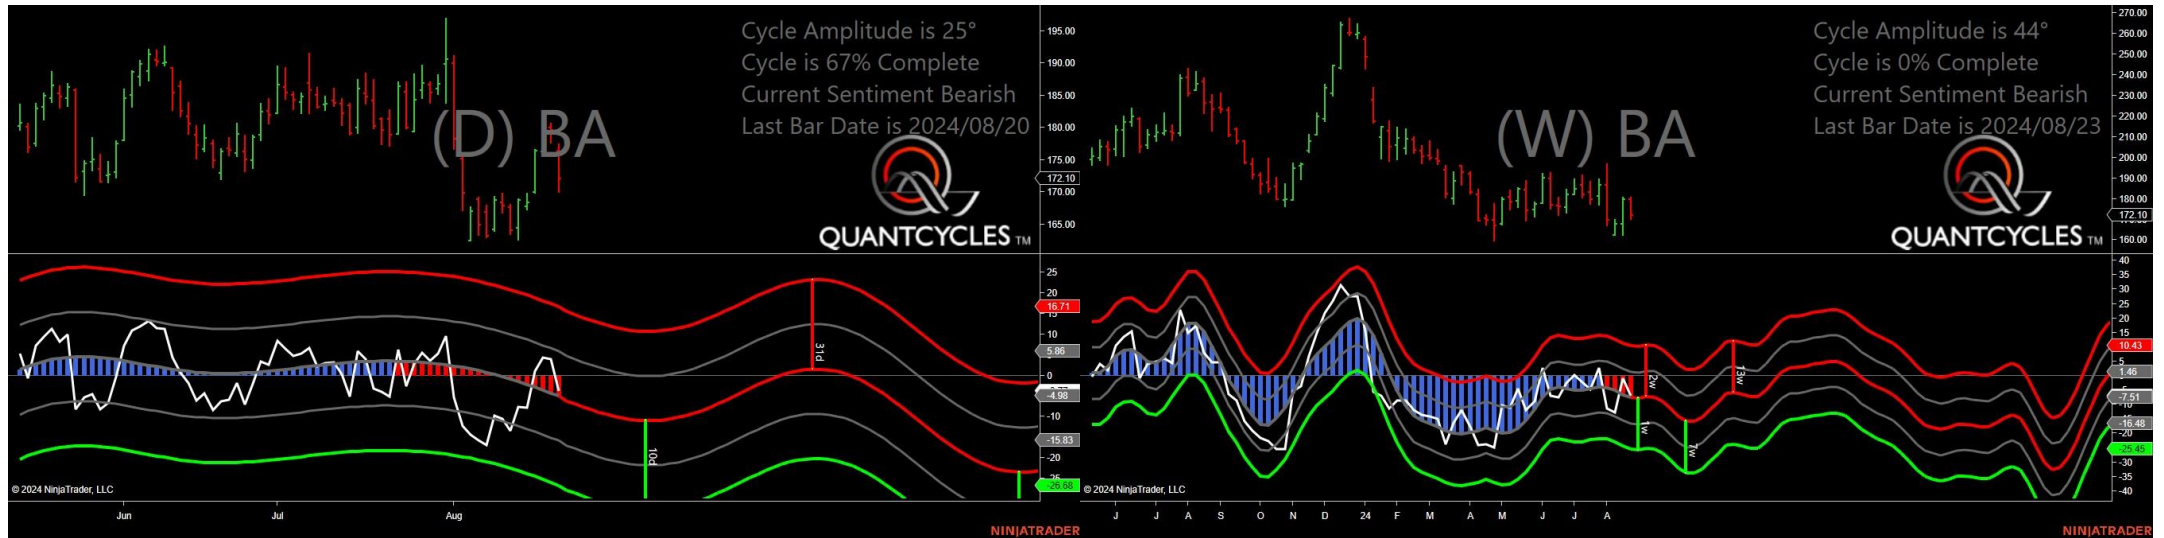 195.00
190.00
185.00
180.00
175.00
172.10
170.00
165.00
Cycle Amplitude is 25°
Cycle is 67% Complete
Current Sentiment Bearish
Last Bar Date is 2024/08/20
(D) BA
QUANTCYCLES TM
25
20
16.71
10
5.86
0
-4.98
-10
-15.83
-20
-26.68
31d
10d
© 2024 NinjaTrader, LLC
Jun Jul Aug
NINJATRADER
270.00
260.00
250.00
240.00
230.00
220.00
210.00
200.00
190.00
180.00
172.10
160.00
Cycle Amplitude is 44°
Cycle is 0% Complete
Current Sentiment Bearish
Last Bar Date is 2024/08/23
(W) BA
QUANTCYCLES TM
40
35
30
25
20
15
10.43
5
1.46
-7.51
-16.48
-20
-25.45
-30
-35
-40
2w
13w
1w
7w
© 2024 NinjaTrader, LLC
J J A S O N D 24 F M A M J J A
NINJATRADER